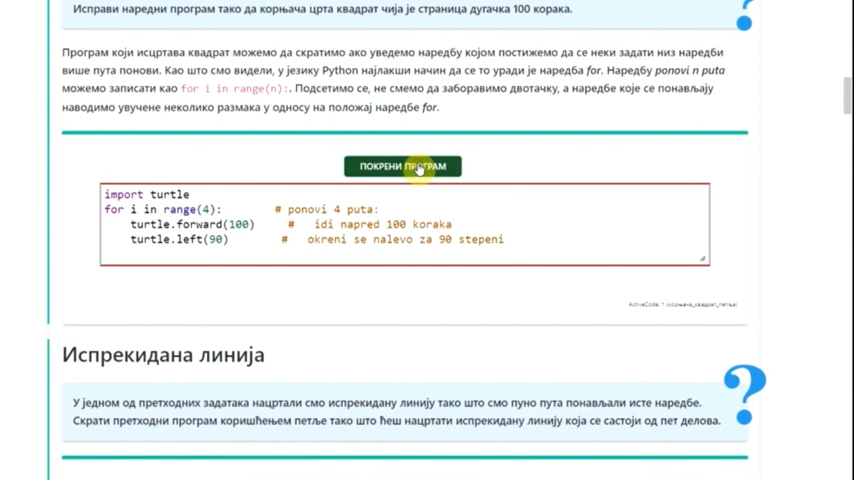 Исправи наредни програм тако да корњача црта квадрат чија је страница дугачка 100 корака.
?
Програм који исцртава квадрат можемо да скратимо ако уведемо наредбу којом постижемо да се неки задати низ наредби
више пута понови. Као што смо видели, у језику Python најлакши начин да се то уради је наредба for. Наредбу ponovi n puta
можемо записати као for i in range(n):. Подсетимо се, не смемо да заборавимо двотачку, а наредбе које се понављају
наводимо увучене неколико размака у односу на положај наредбе for.
ПОКРЕНИ ПРОГРАМ
import turtle
for i in range(4): # ponovi 4 puta:
turtle.forward(100) # idi napred 100 koraka
turtle.left(90) # okreni se nalevo za 90 stepeni
ActiveCode: 1 (корњача_квадрат_петља)
Испрекидана линија
?
У једном од претходних задатака нацртали смо испрекидану линију тако што смо пуно пута понављали исте наредбе.
Скрати претходни програм коришћењем петље тако што ћеш нацртати испрекидану линију која се састоји од пет делова.